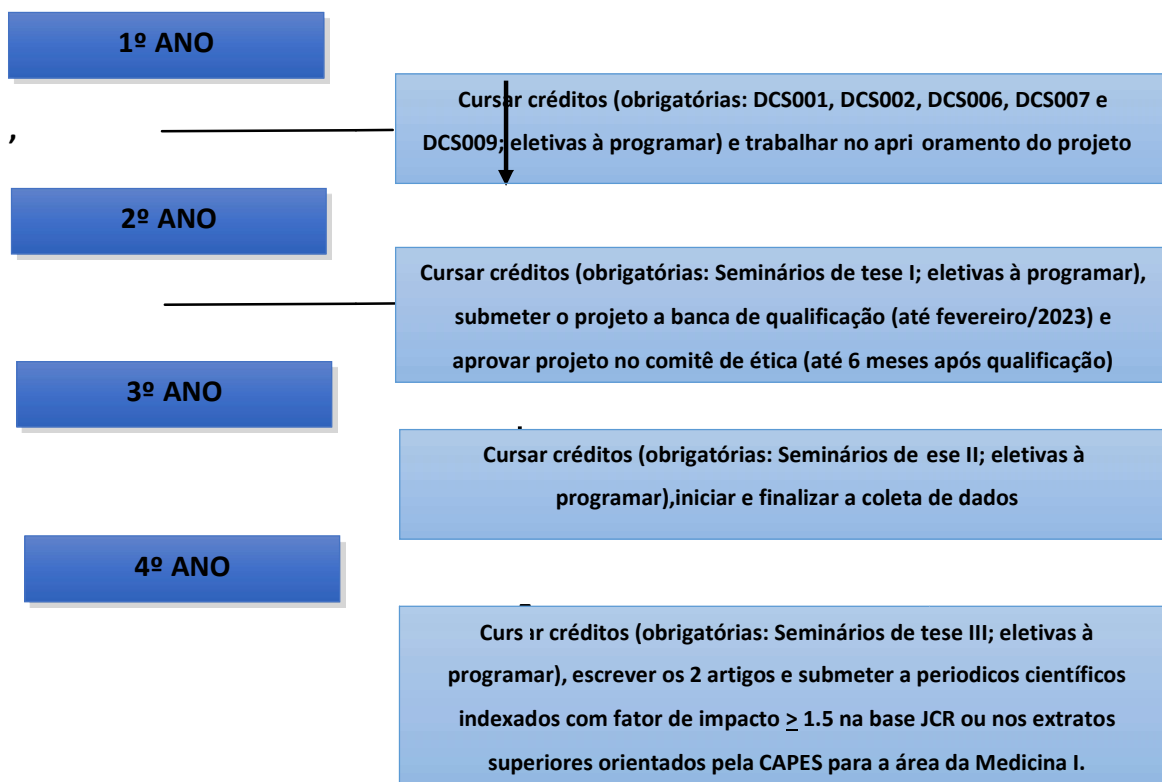 1º ANO
Cursar créditos (obrigatórias: DCS001, DCS002, DCS006, DCS007 e
DCS009; eletivas à programar) e trabalhar no apri oramento do projeto
,
2º ANO
Cursar créditos (obrigatórias: Seminários de tese I; eletivas à programar),
submeter o projeto a banca de qualificação (até fevereiro/2023) e
aprovar projeto no comitê de ética (até 6 meses após qualificação)
3º ANO
Cursar créditos (obrigatórias: Seminários de ese II; eletivas à
programar),iniciar e finalizar a coleta de dados
4º ANO
Cursar créditos (obrigatórias: Seminários de tese III; eletivas à
programar), escrever os 2 artigos e submeter a periodicos científicos
indexados com fator de impacto ≥ 1.5 na base JCR ou nos extratos
superiores orientados pela CAPES para a área da Medicina I.